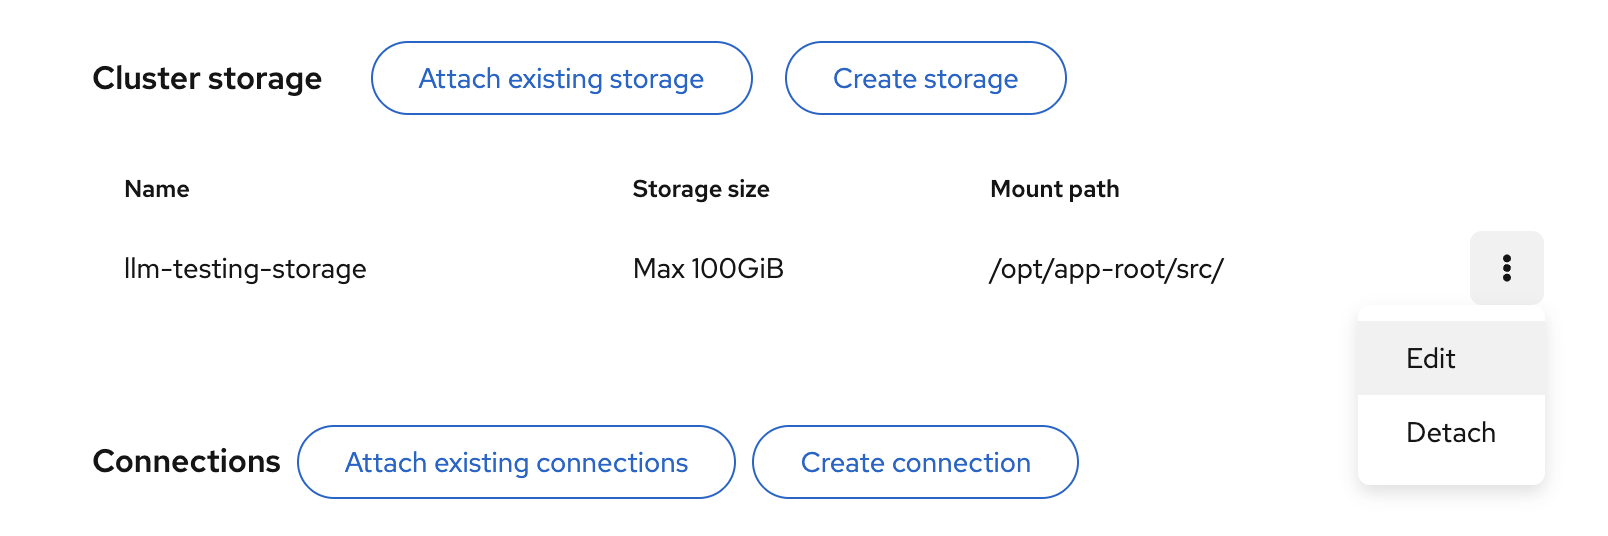 Cluster storage Attach existing storage Create storage
Name Storage size Mount path
llm-testing-storage Max 100GiB /opt/app-root/src/
Edit
Detach
Connections Attach existing connections Create connection